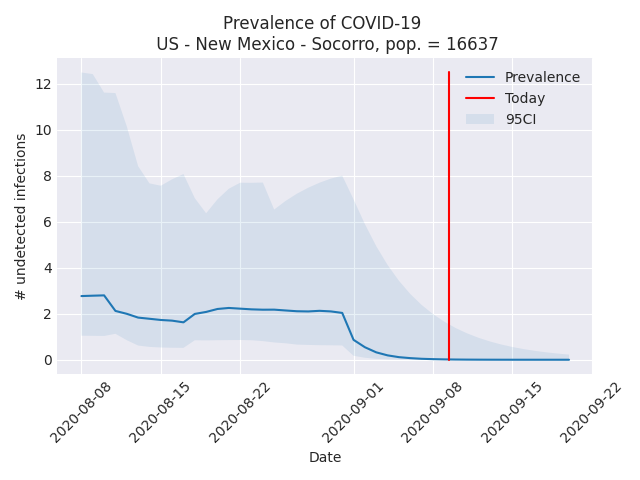 Prevalence of COVID-19
US - New Mexico - Socorro, pop. = 16637
Prevalence
Today
95CI
# undetected infections
12
10
8
6
4
2
0
2020-08-08
2020-08-15
2020-08-22
2020-09-01
2020-09-08
2020-09-15
2020-09-22
Date